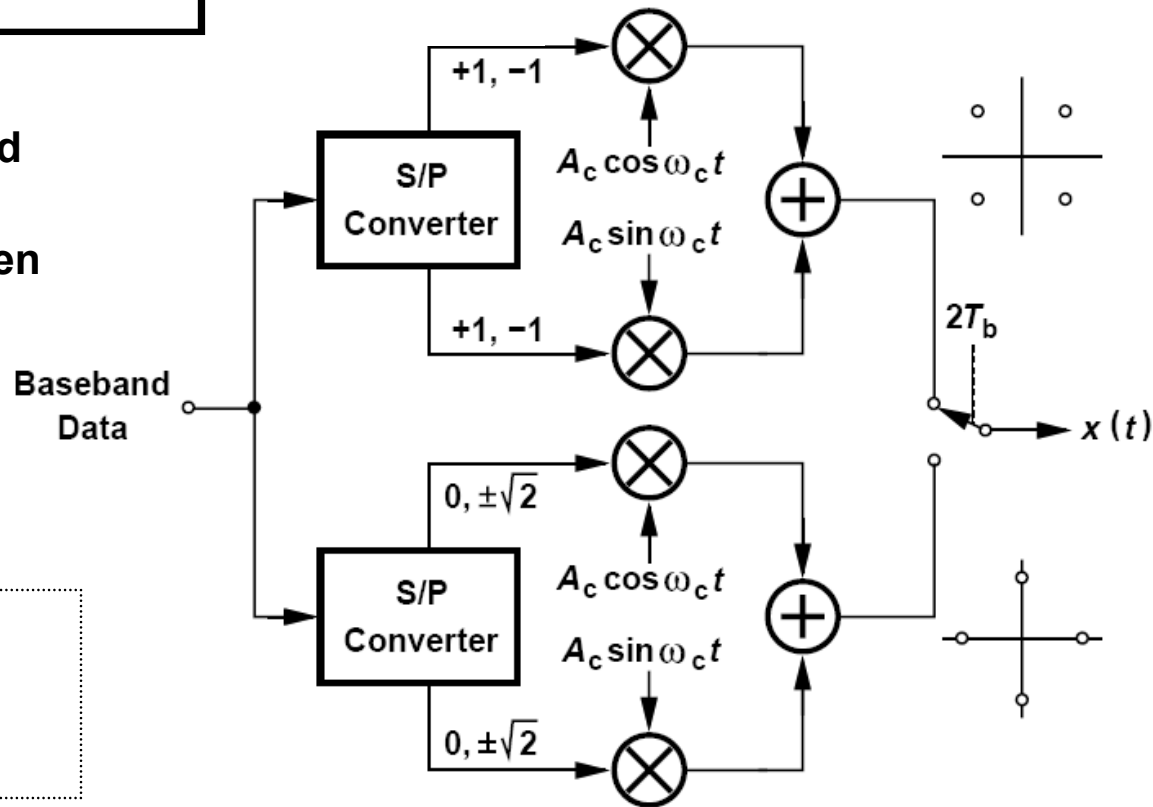 d
en
+1, −1
S/P
Converter
A_c cos ω_c t
A_c sin ω_c t
+1, −1
2T_b
Baseband
Data
x (t)
0, ±√2
S/P
Converter
A_c cos ω_c t
A_c sin ω_c t
0, ±√2